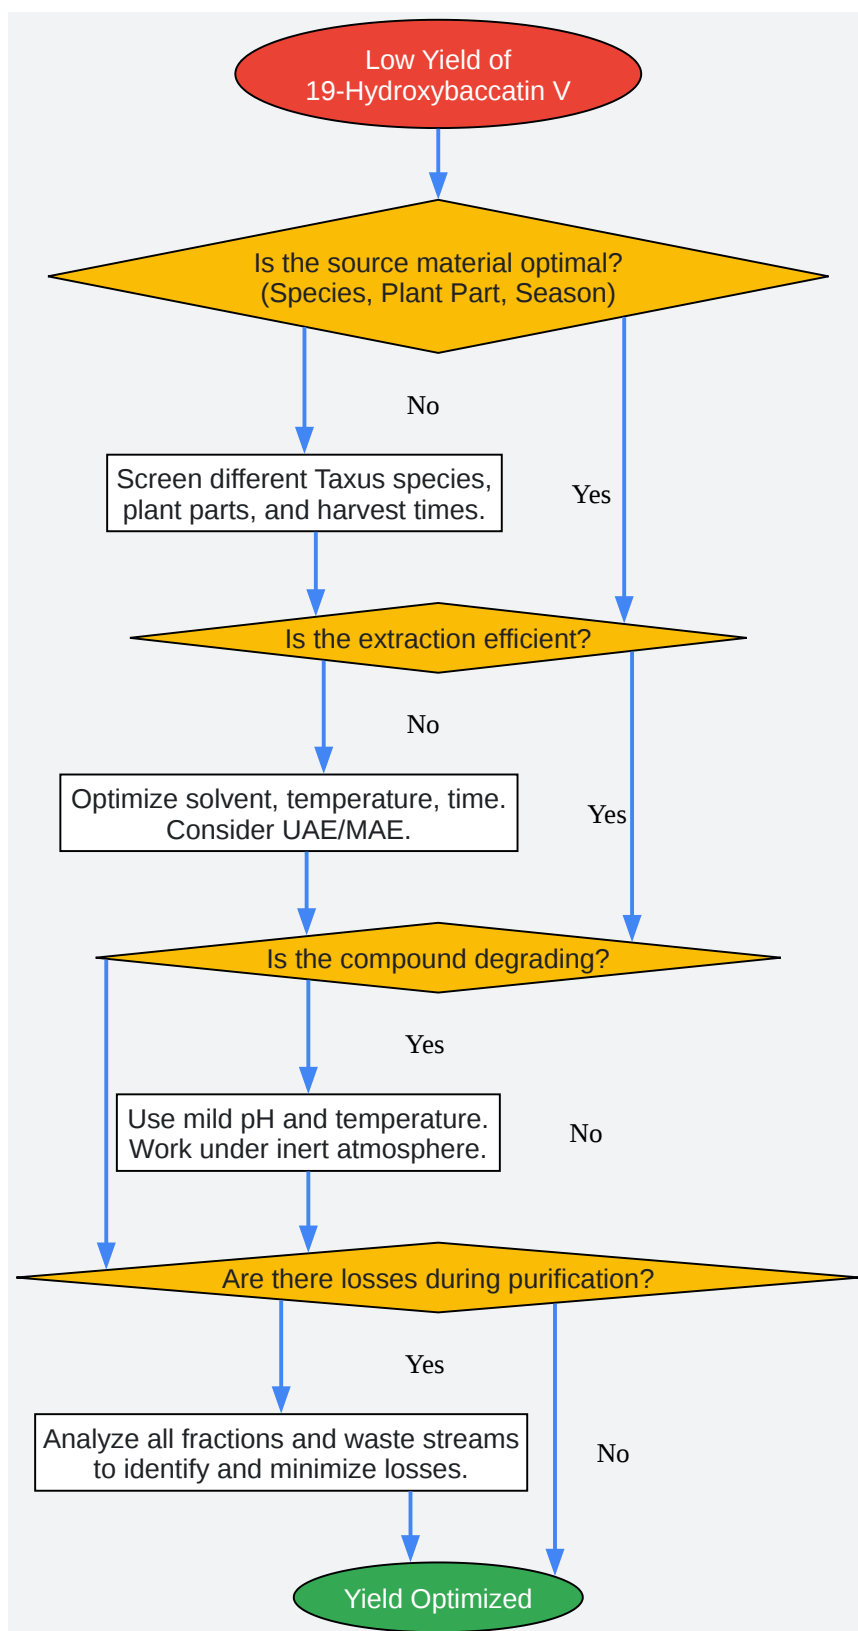 Low Yield of
19-Hydroxybaccatin V
Is the source material optimal?
(Species, Plant Part, Season)
No
Screen different Taxus species,
plant parts, and harvest times.
Yes
Is the extraction efficient?
No
Optimize solvent, temperature, time.
Consider UAE/MAE.
Yes
Is the compound degrading?
Yes
Use mild pH and temperature.
Work under inert atmosphere.
No
Are there losses during purification?
Yes
Analyze all fractions and waste streams
to identify and minimize losses.
No
Yield Optimized